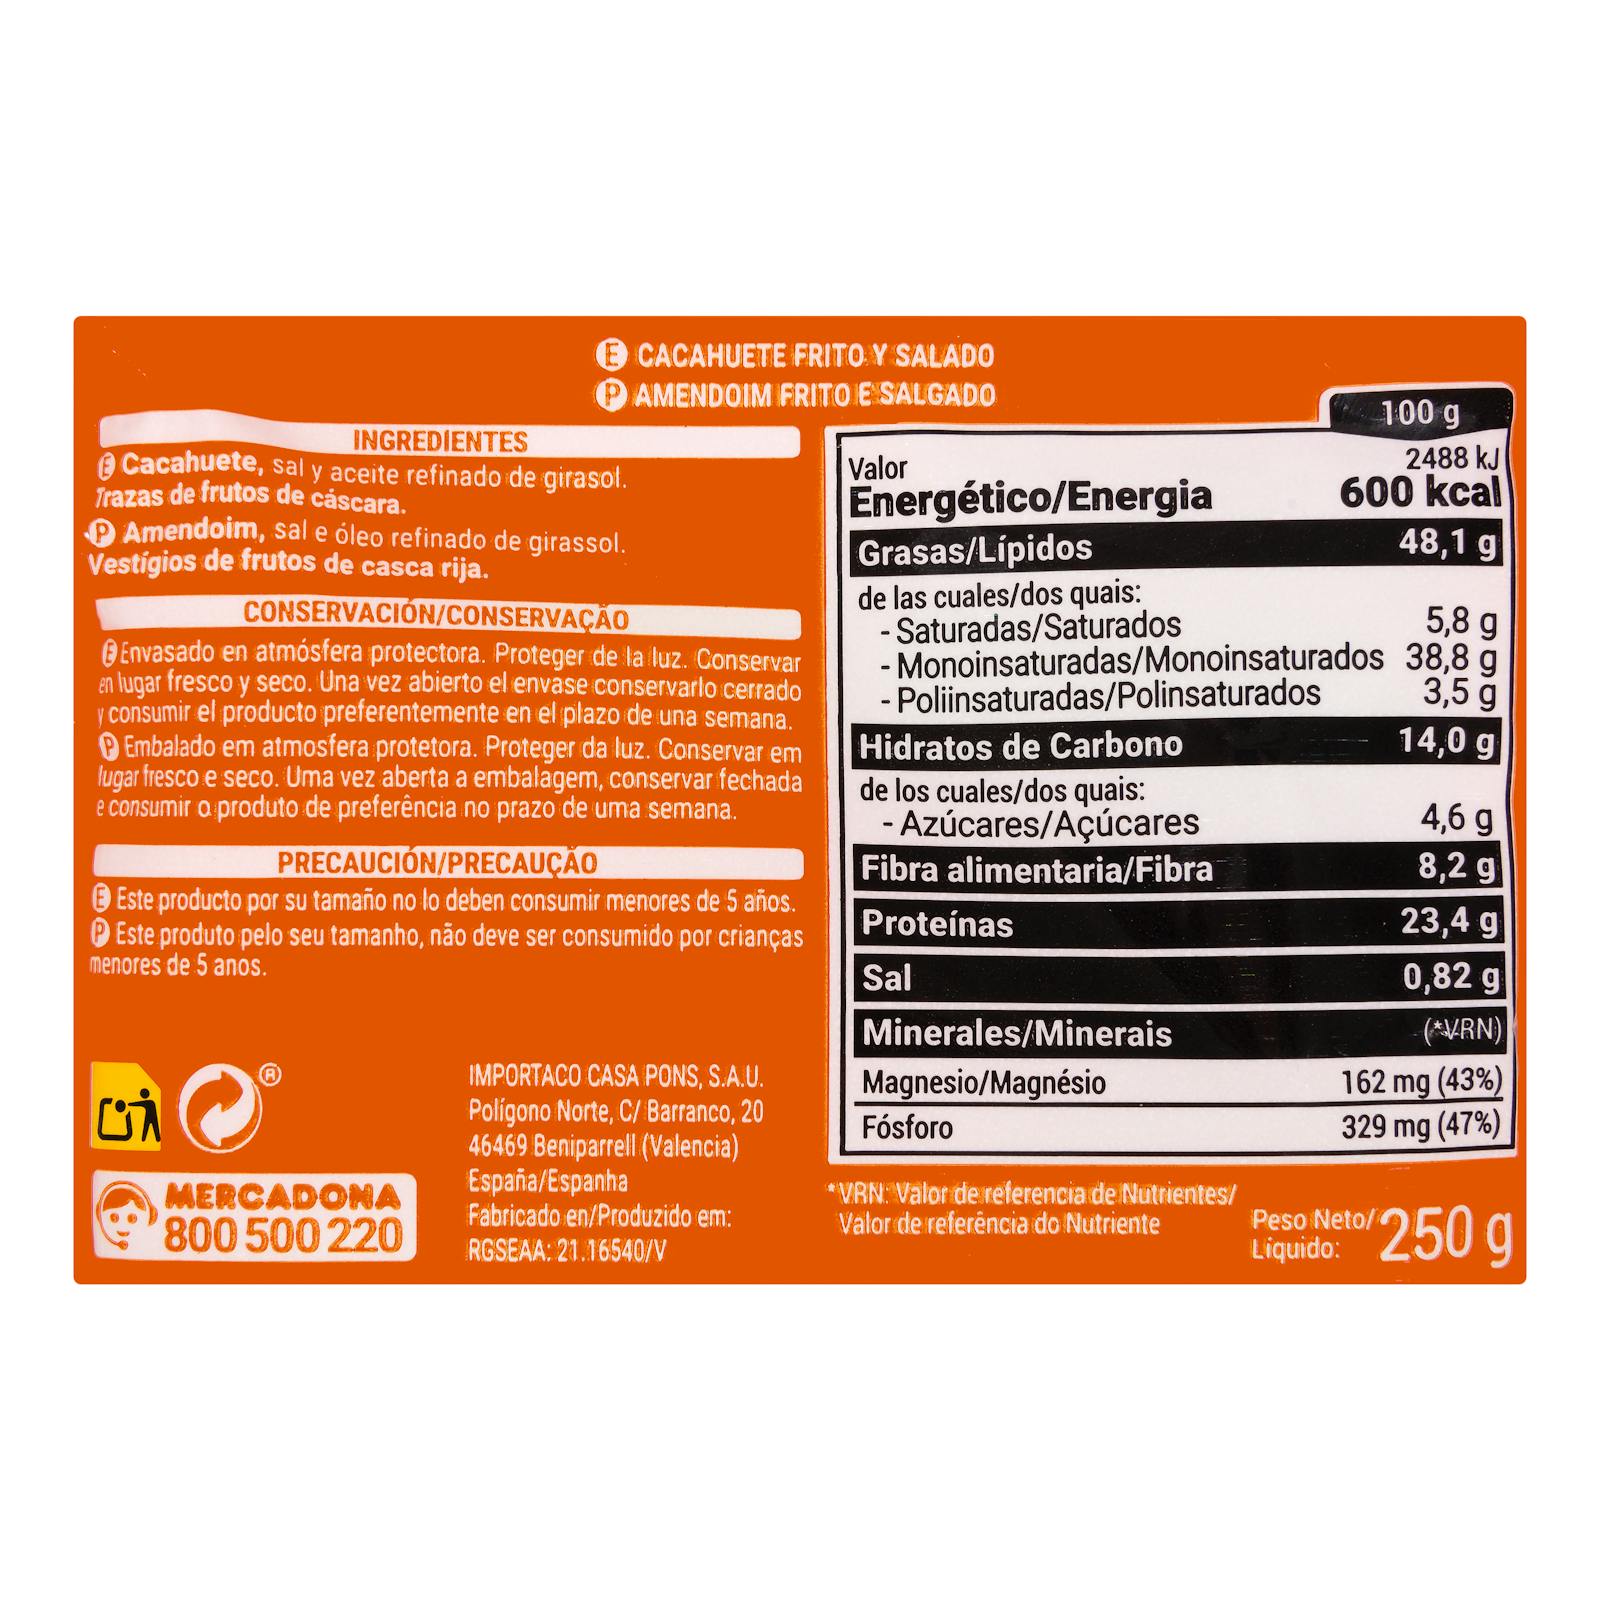 E CACAHUETE FRITO Y SALADO
P AMENDOIM FRITO E SALGADO
INGREDIENTES
E Cacahuete, sal y aceite refinado de girasol.
Trazas de frutos de cáscara.
P Amendoim, sal e óleo refinado de girassol.
Vestígios de frutos de casca rija.
CONSERVACIÓN/CONSERVAÇÃO
E Envasado en atmósfera protectora. Proteger de la luz. Conservar
en lugar fresco y seco. Una vez abierto el envase conservarlo cerrado
y consumir el producto preferentemente en el plazo de una semana.
P Embalado em atmosfera protetora. Proteger da luz. Conservar em
lugar fresco e seco. Uma vez aberta a embalagem, conservar fechada
e consumir o produto de preferência no prazo de uma semana.
PRECAUCIÓN/PRECAUÇÃO
E Este producto por su tamaño no lo deben consumir menores de 5 años.
P Este produto pelo seu tamanho, não deve ser consumido por crianças
menores de 5 anos.
®
MERCADONA
800 500 220
IMPORTACO CASA PONS, S.A.U.
Polígono Norte, C/ Barranco, 20
46469 Beniparrell (Valencia)
España/Espanha
Fabricado en/Produzido em:
RGSEAA: 21.16540/V
100 g
Valor 2488 kJ
Energético/Energia 600 kcal
Grasas/Lípidos 48,1 g
de las cuales/dos quais:
- Saturadas/Saturados 5,8 g
- Monoinsaturadas/Monoinsaturados 38,8 g
- Poliinsaturadas/Polinsaturados 3,5 g
Hidratos de Carbono 14,0 g
de los cuales/dos quais:
- Azúcares/Açúcares 4,6 g
Fibra alimentaria/Fibra 8,2 g
Proteínas 23,4 g
Sal 0,82 g
Minerales/Minerais (*VRN)
Magnesio/Magnésio 162 mg (43%)
Fósforo 329 mg (47%)
*VRN: Valor de referencia de Nutrientes/
Valor de referência do Nutriente
Peso Neto/
Líquido: 250 g